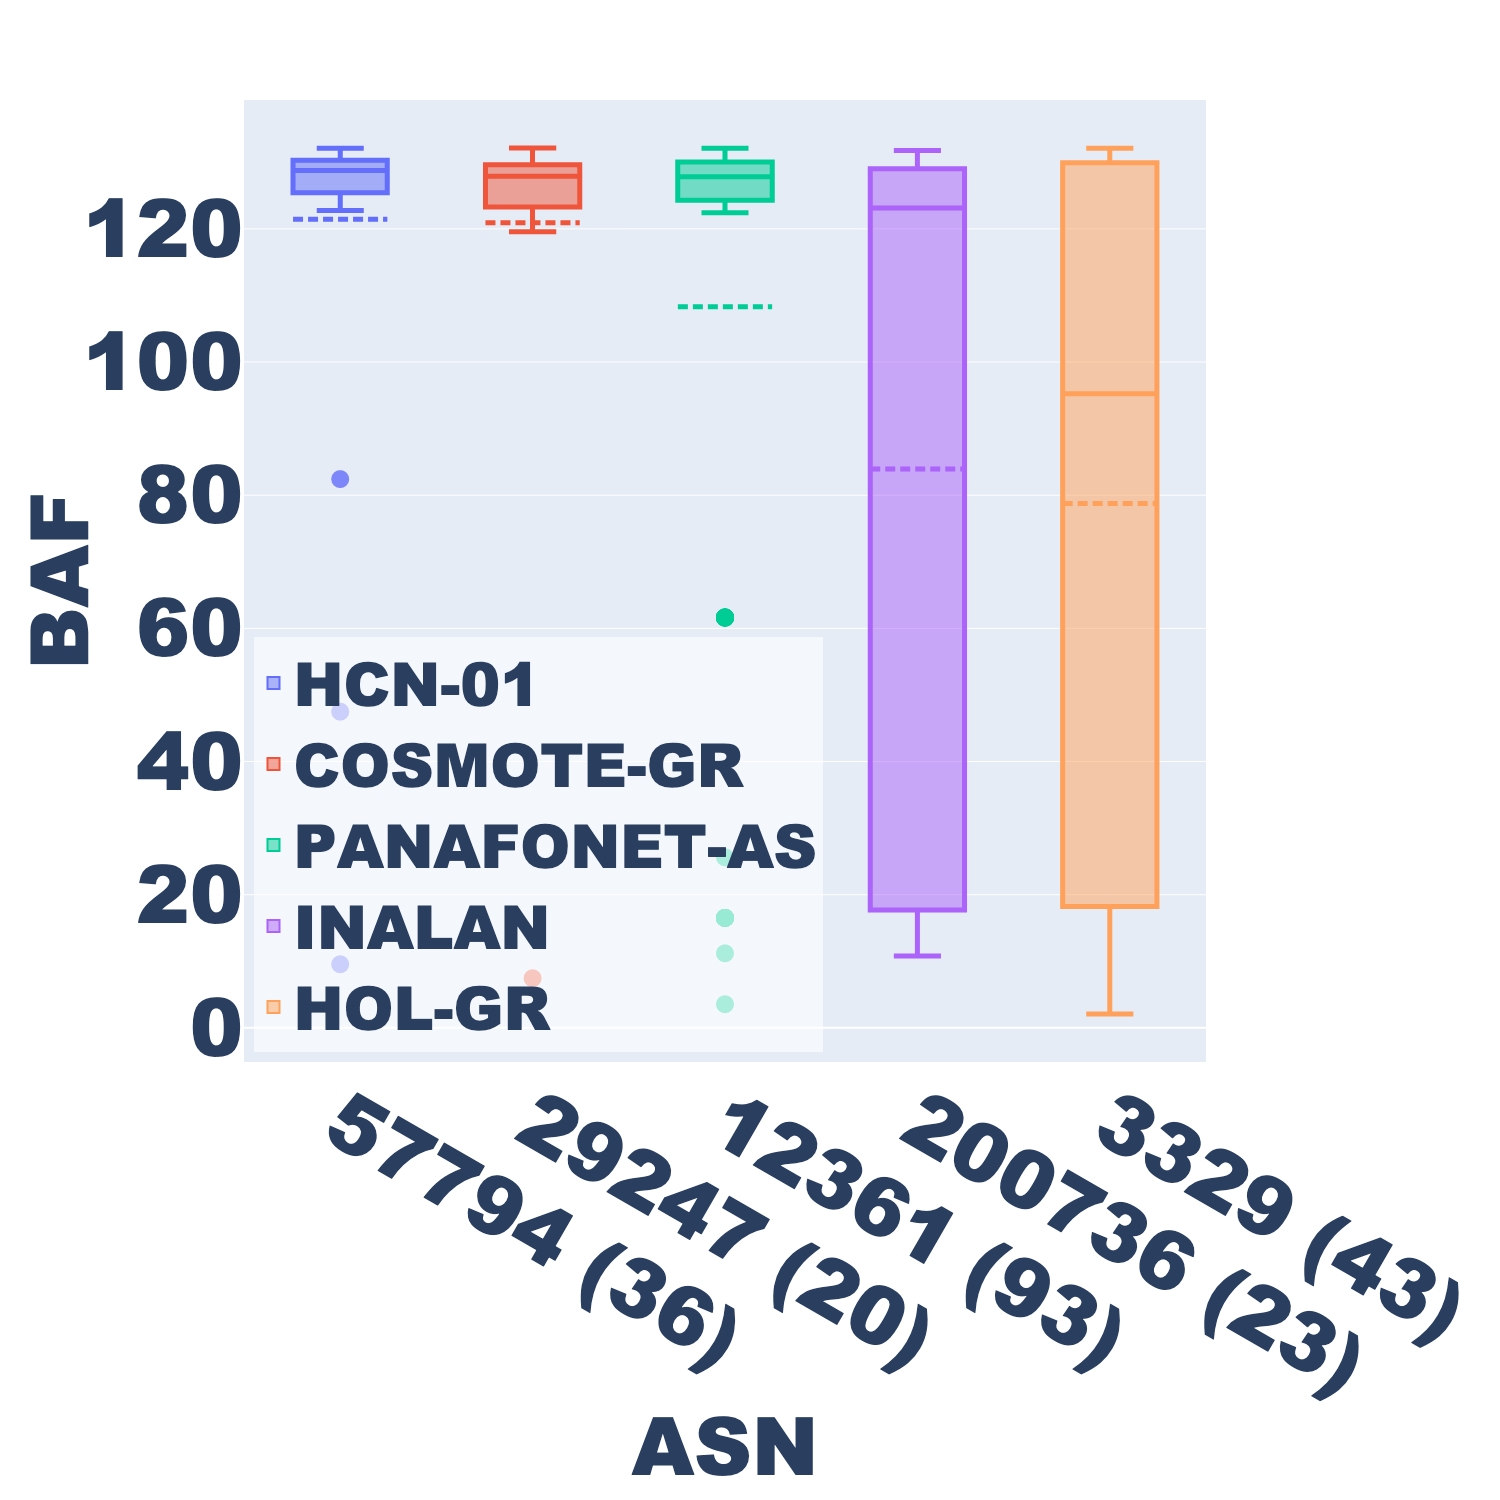 BAF
120
100
80
60
40
20
0
HCN-01
COSMOTE-GR
PANAFONET-AS
INALAN
HOL-GR
57794 (36)
29247 (20)
12361 (93)
200736 (23)
3329 (43)
ASN